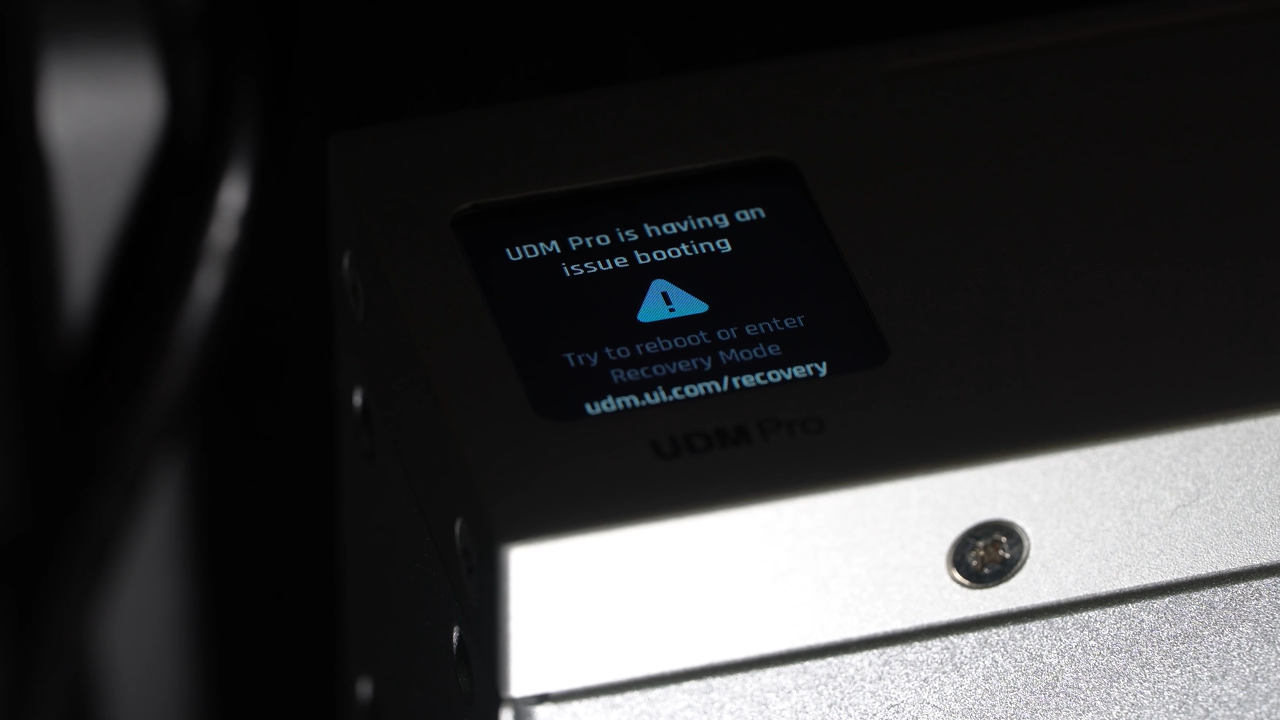 UDM Pro is having an
issue booting
!
Try to reboot or enter
Recovery Mode
udm.ui.com/recovery
UDM Pro